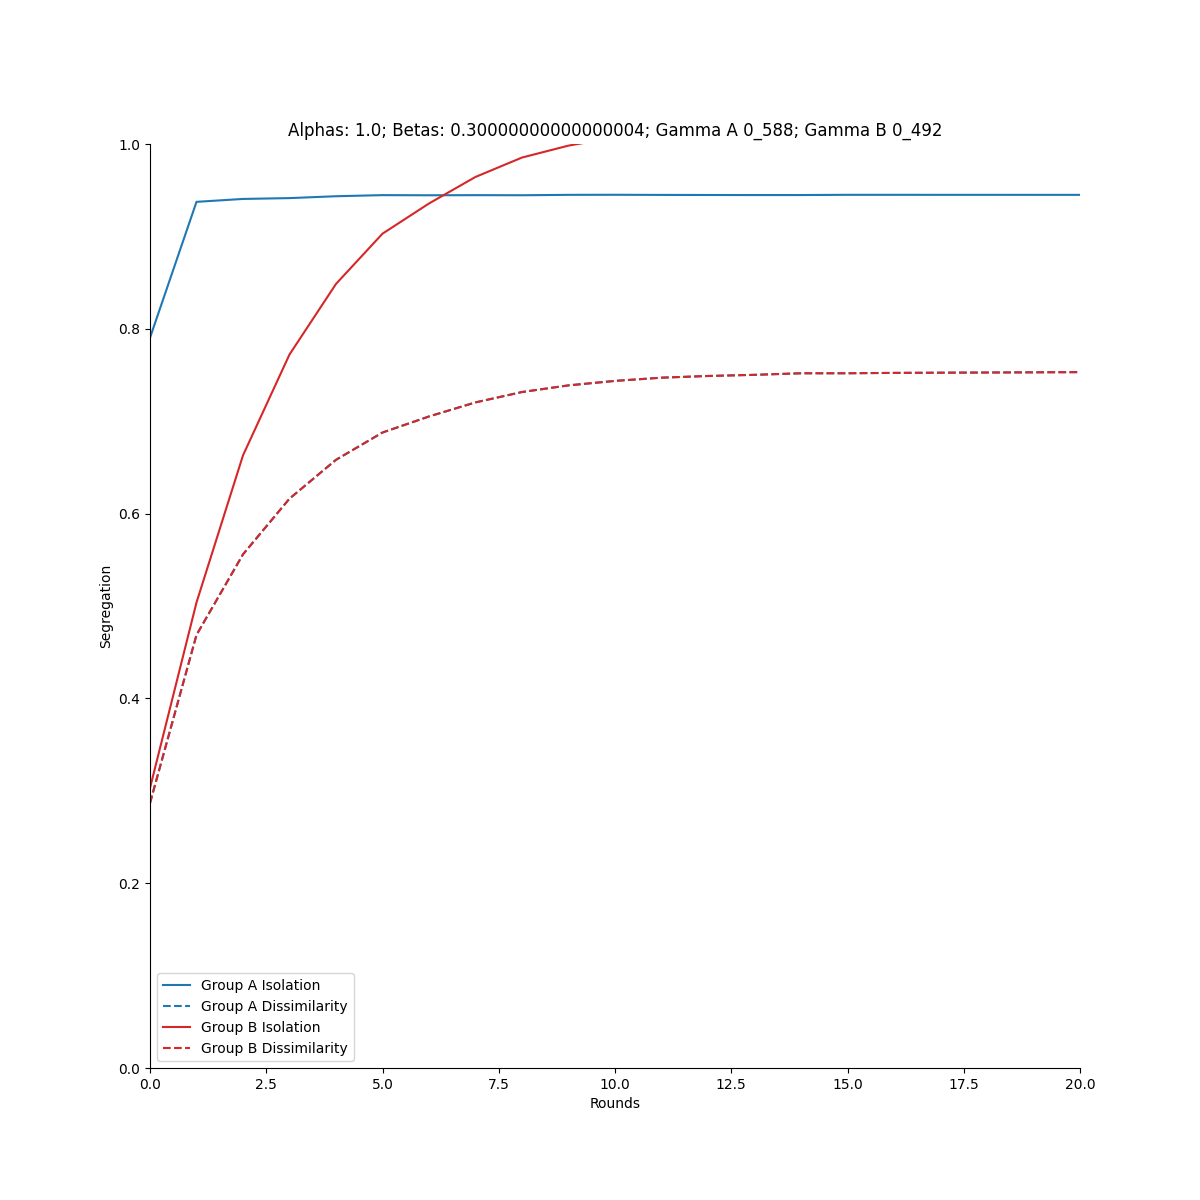 Alphas: 1.0; Betas: 0.30000000000000004; Gamma A 0_588; Gamma B 0_492
1.0
0.8
0.6
0.4
0.2
0.0
Segregation
Group A Isolation
Group A Dissimilarity
Group B Isolation
Group B Dissimilarity
0.0 2.5 5.0 7.5 10.0 12.5 15.0 17.5 20.0
Rounds